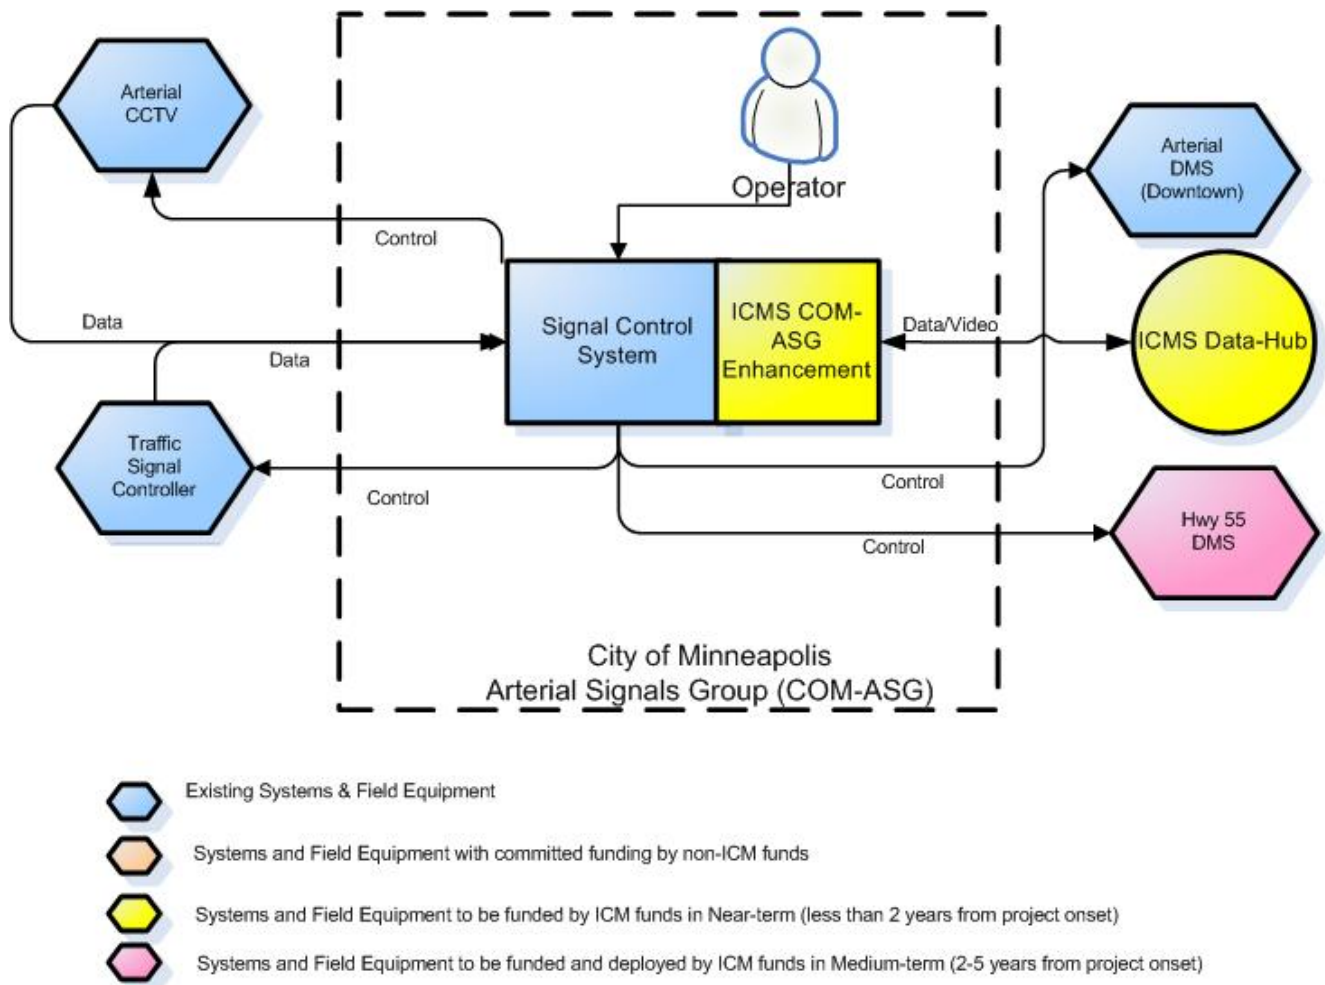 Arterial
CCTV
Operator
Arterial
DMS
(Downtown)
Control
Data
Data
Signal Control
System
ICMS COM-
ASG
Enhancement
Data/Video
ICMS Data-Hub
Traffic
Signal
Controller
Control
Control
Control
Hwy 55
DMS
City of Minneapolis
Arterial Signals Group (COM-ASG)
Existing Systems & Field Equipment
Systems and Field Equipment with committed funding by non-ICM funds
Systems and Field Equipment to be funded by ICM funds in Near-term (less than 2 years from project onset)
Systems and Field Equipment to be funded and deployed by ICM funds in Medium-term (2-5 years from project onset)